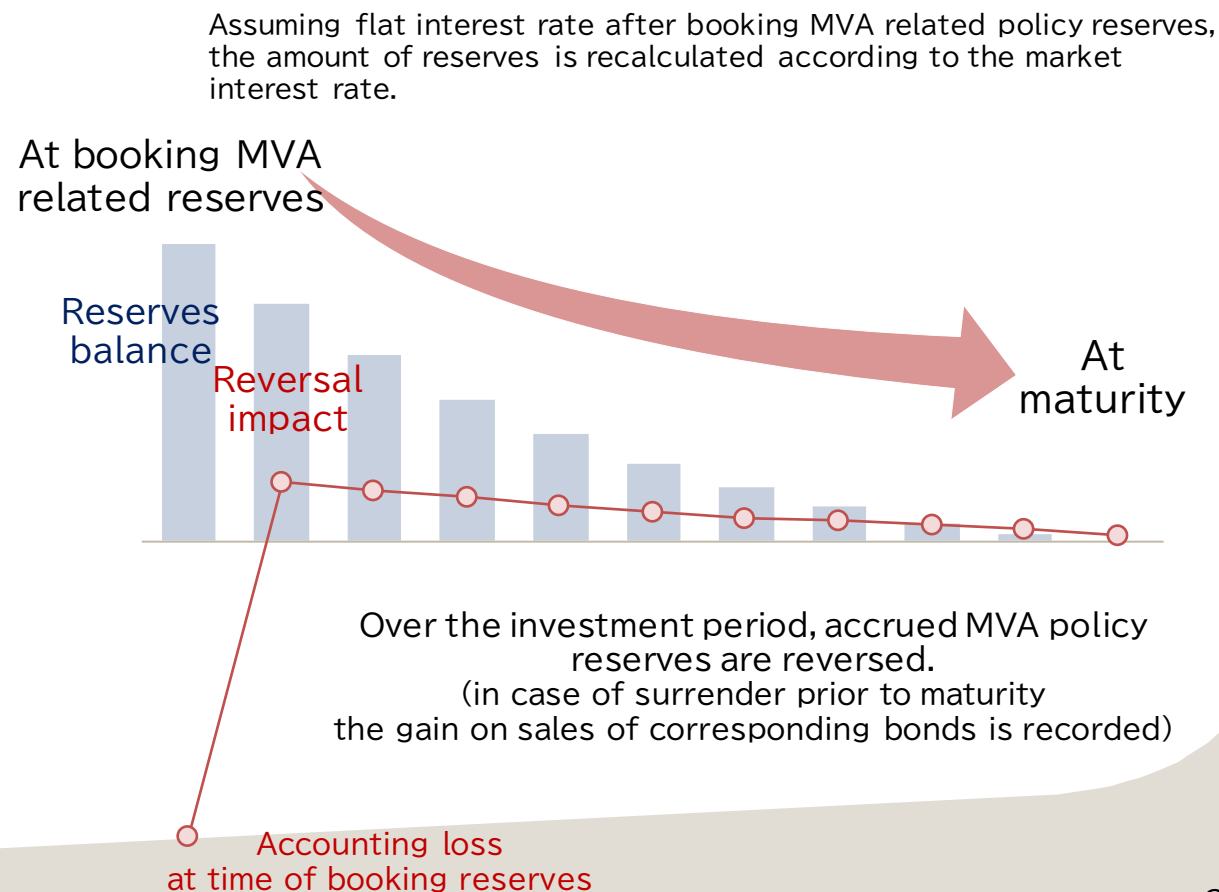 Assuming flat interest rate after booking MVA related policy reserves,
the amount of reserves is recalculated according to the market
interest rate.
At booking MVA
related reserves
Reserves
balance
Reversal
impact
At
maturity
Over the investment period, accrued MVA policy
reserves are reversed.
(in case of surrender prior to maturity
the gain on sales of corresponding bonds is recorded)
Accounting loss
at time of booking reserves